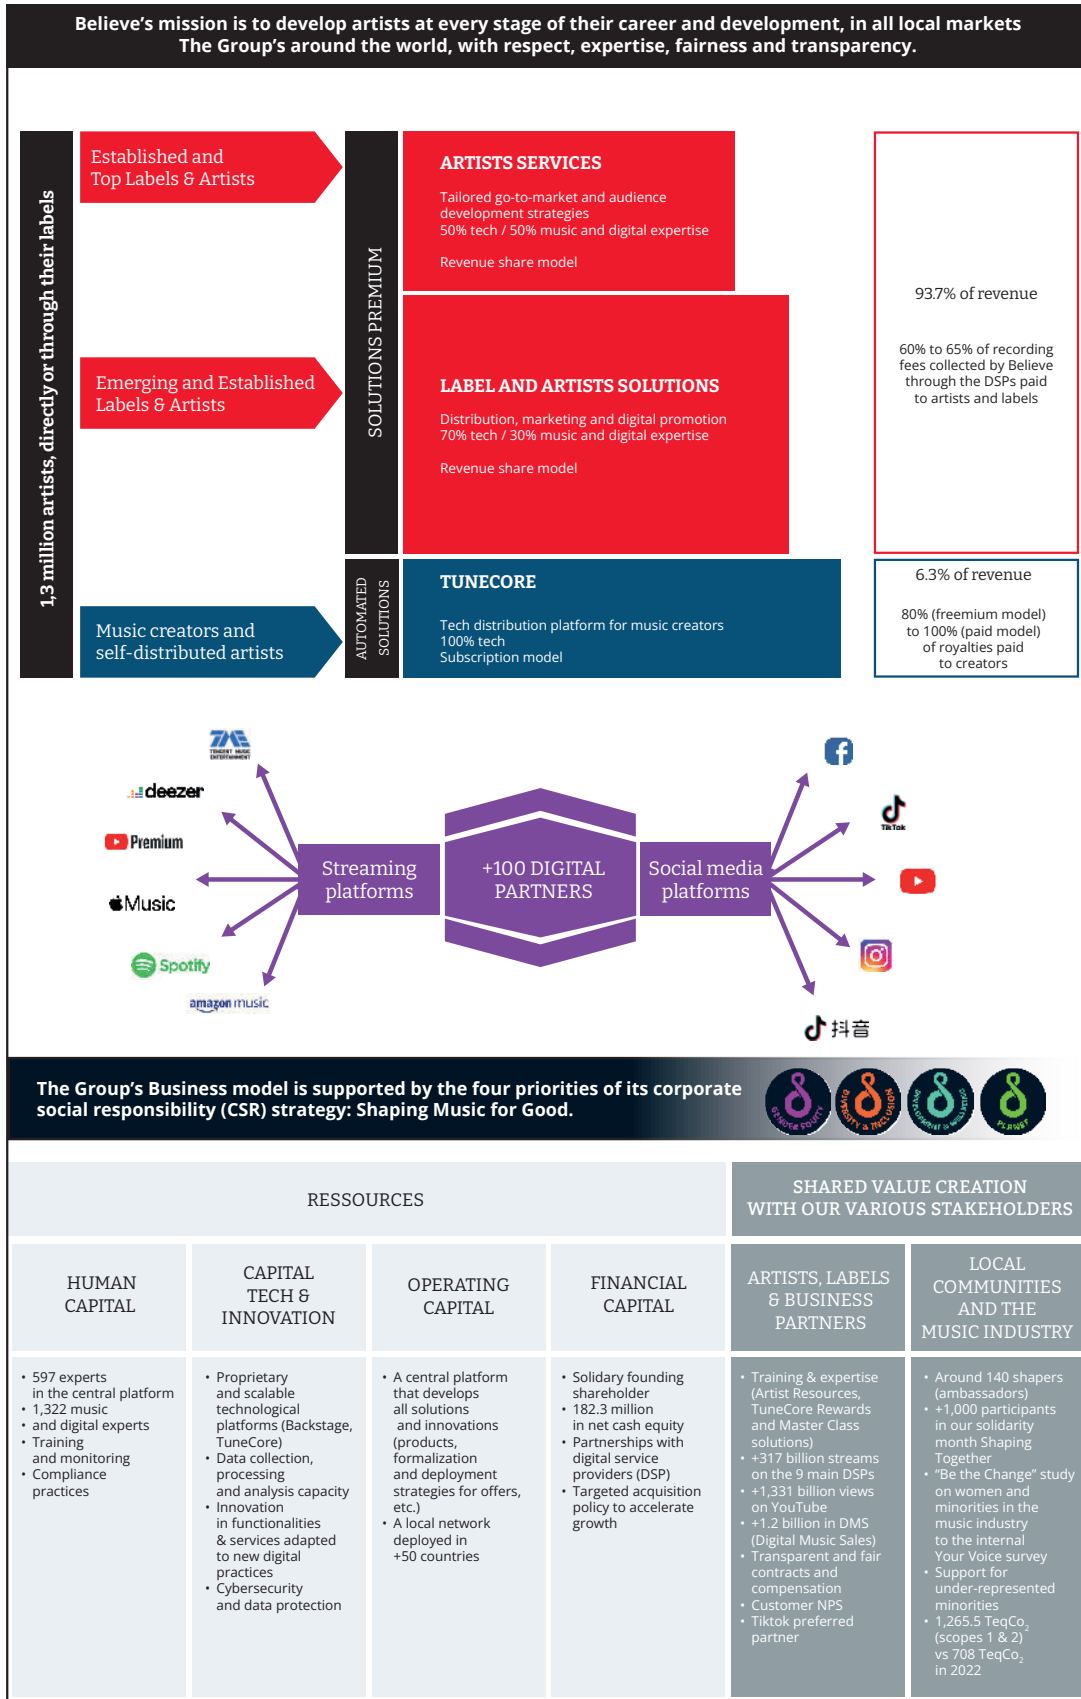 Believe’s mission is to develop artists at every stage of their career and development, in all local markets
The Group’s around the world, with respect, expertise, fairness and transparency.
1,3 million artists, directly or through their labels
Established and
Top Labels & Artists
Emerging and Established
Labels & Artists
Music creators and
self-distributed artists
SOLUTIONS PREMIUM
AUTOMATED
SOLUTIONS
ARTISTS SERVICES
Tailored go-to-market and audience
development strategies
50% tech / 50% music and digital expertise
Revenue share model
LABEL AND ARTISTS SOLUTIONS
Distribution, marketing and digital promotion
70% tech / 30% music and digital expertise
Revenue share model
TUNECORE
Tech distribution platform for music creators
100% tech
Subscription model
93.7% of revenue
60% to 65% of recording
fees collected by Believe
through the DSPs paid
to artists and labels
6.3% of revenue
80% (freemium model)
to 100% (paid model)
of royalties paid
to creators
TME
TENCENT MUSIC
ENTERTAINMENT
deezer
Premium
Music
Spotify
amazon music
Streaming
platforms
+100 DIGITAL
PARTNERS
Social media
platforms
TikTok
抖音
The Group’s Business model is supported by the four priorities of its corporate
social responsibility (CSR) strategy: Shaping Music for Good.
GENDER EQUITY
DIVERSITY & INCLUSION
DEVELOPMENT & WELLBEING
PLANET
RESSOURCES
SHARED VALUE CREATION
WITH OUR VARIOUS STAKEHOLDERS
HUMAN
CAPITAL
• 597 experts
in the central platform
• 1,322 music
• and digital experts
• Training
and monitoring
• Compliance
practices
CAPITAL
TECH &
INNOVATION
• Proprietary
and scalable
technological
platforms (Backstage,
TuneCore)
• Data collection,
processing
and analysis capacity
• Innovation
in functionalities
& services adapted
to new digital
practices
• Cybersecurity
and data protection
OPERATING
CAPITAL
• A central platform
that develops
all solutions
and innovations
(products,
formalization
and deployment
strategies for offers,
etc.)
• A local network
deployed in
+50 countries
FINANCIAL
CAPITAL
• Solidary founding
shareholder
• 182.3 million
in net cash equity
• Partnerships with
digital service
providers (DSP)
• Targeted acquisition
policy to accelerate
growth
ARTISTS, LABELS
& BUSINESS
PARTNERS
• Training & expertise
(Artist Resources,
TuneCore Rewards
and Master Class
solutions)
• +317 billion streams
on the 9 main DSPs
• +1,331 billion views
on YouTube
• +1.2 billion in DMS
(Digital Music Sales)
• Transparent and fair
contracts and
compensation
• Customer NPS
• Tiktok preferred
partner
LOCAL
COMMUNITIES
AND THE
MUSIC INDUSTRY
• Around 140 shapers
(ambassadors)
• +1,000 participants
in our solidarity
month Shaping
Together
• “Be the Change” study
on women and
minorities in the
music industry
to the internal
Your Voice survey
• Support for
under-represented
minorities
• 1,265.5 TeqCo₂
(scopes 1 & 2)
vs 708 TeqCo₂
in 2022